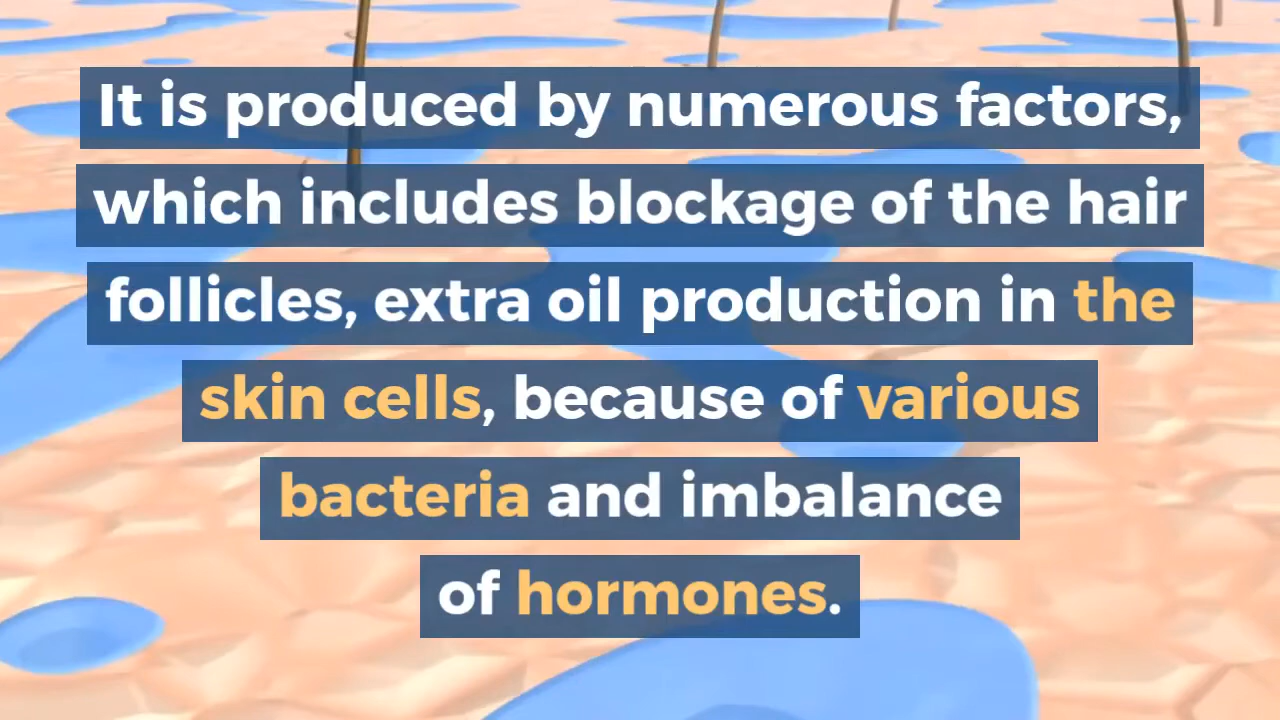 It is produced by numerous factors,
which includes blockage of the hair
follicles, extra oil production in the
skin cells, because of various
bacteria and imbalance
of hormones.